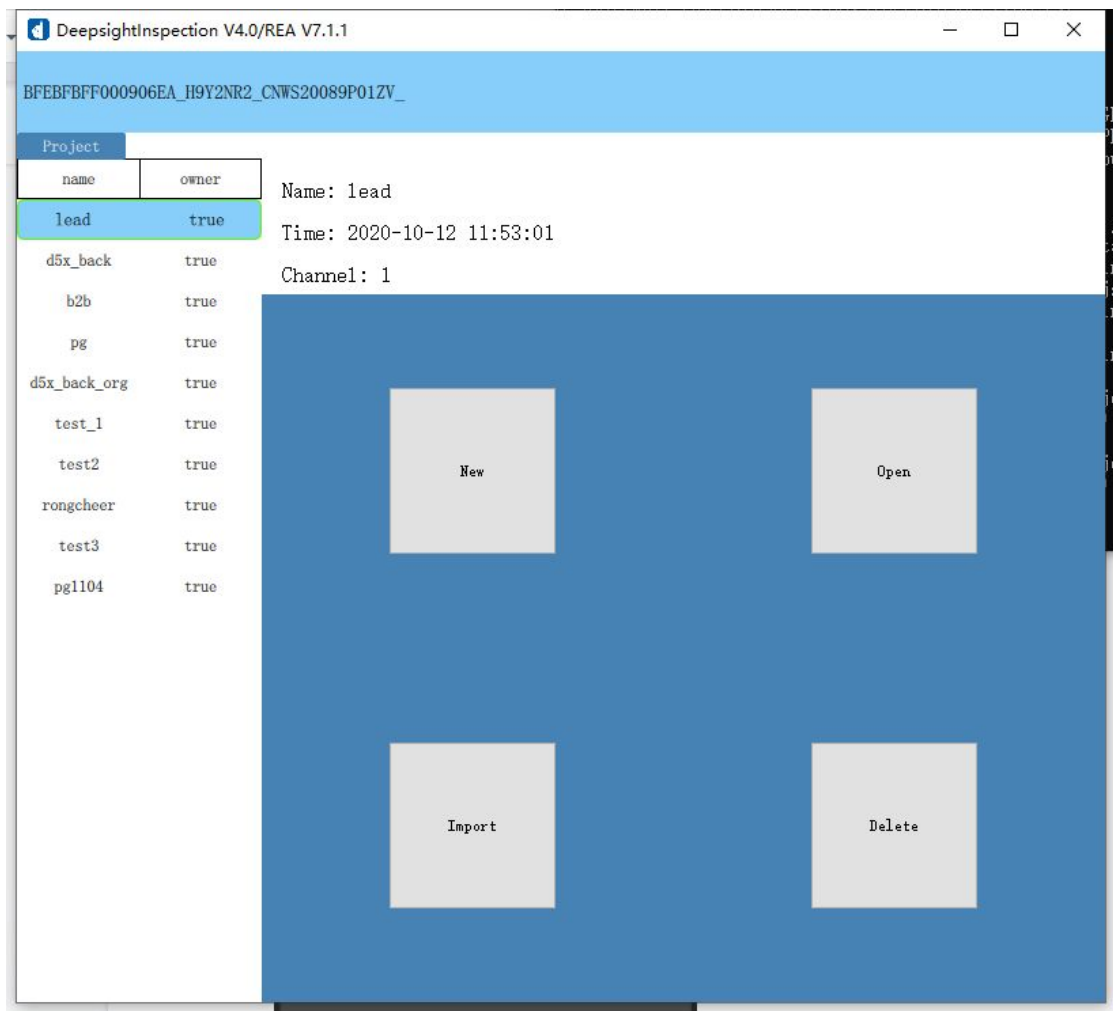 DeepsightInspection V4.0/REA V7.1.1
BFEBFBFF000906EA_H9Y2NR2_CNWS20089P01ZV_
Project
name owner
lead true
d5x_back true
b2b true
pg true
d5x_back_org true
test_1 true
test2 true
rongcheer true
test3 true
pg1104 true
Name: lead
Time: 2020-10-12 11:53:01
Channel: 1
New Open
Import Delete